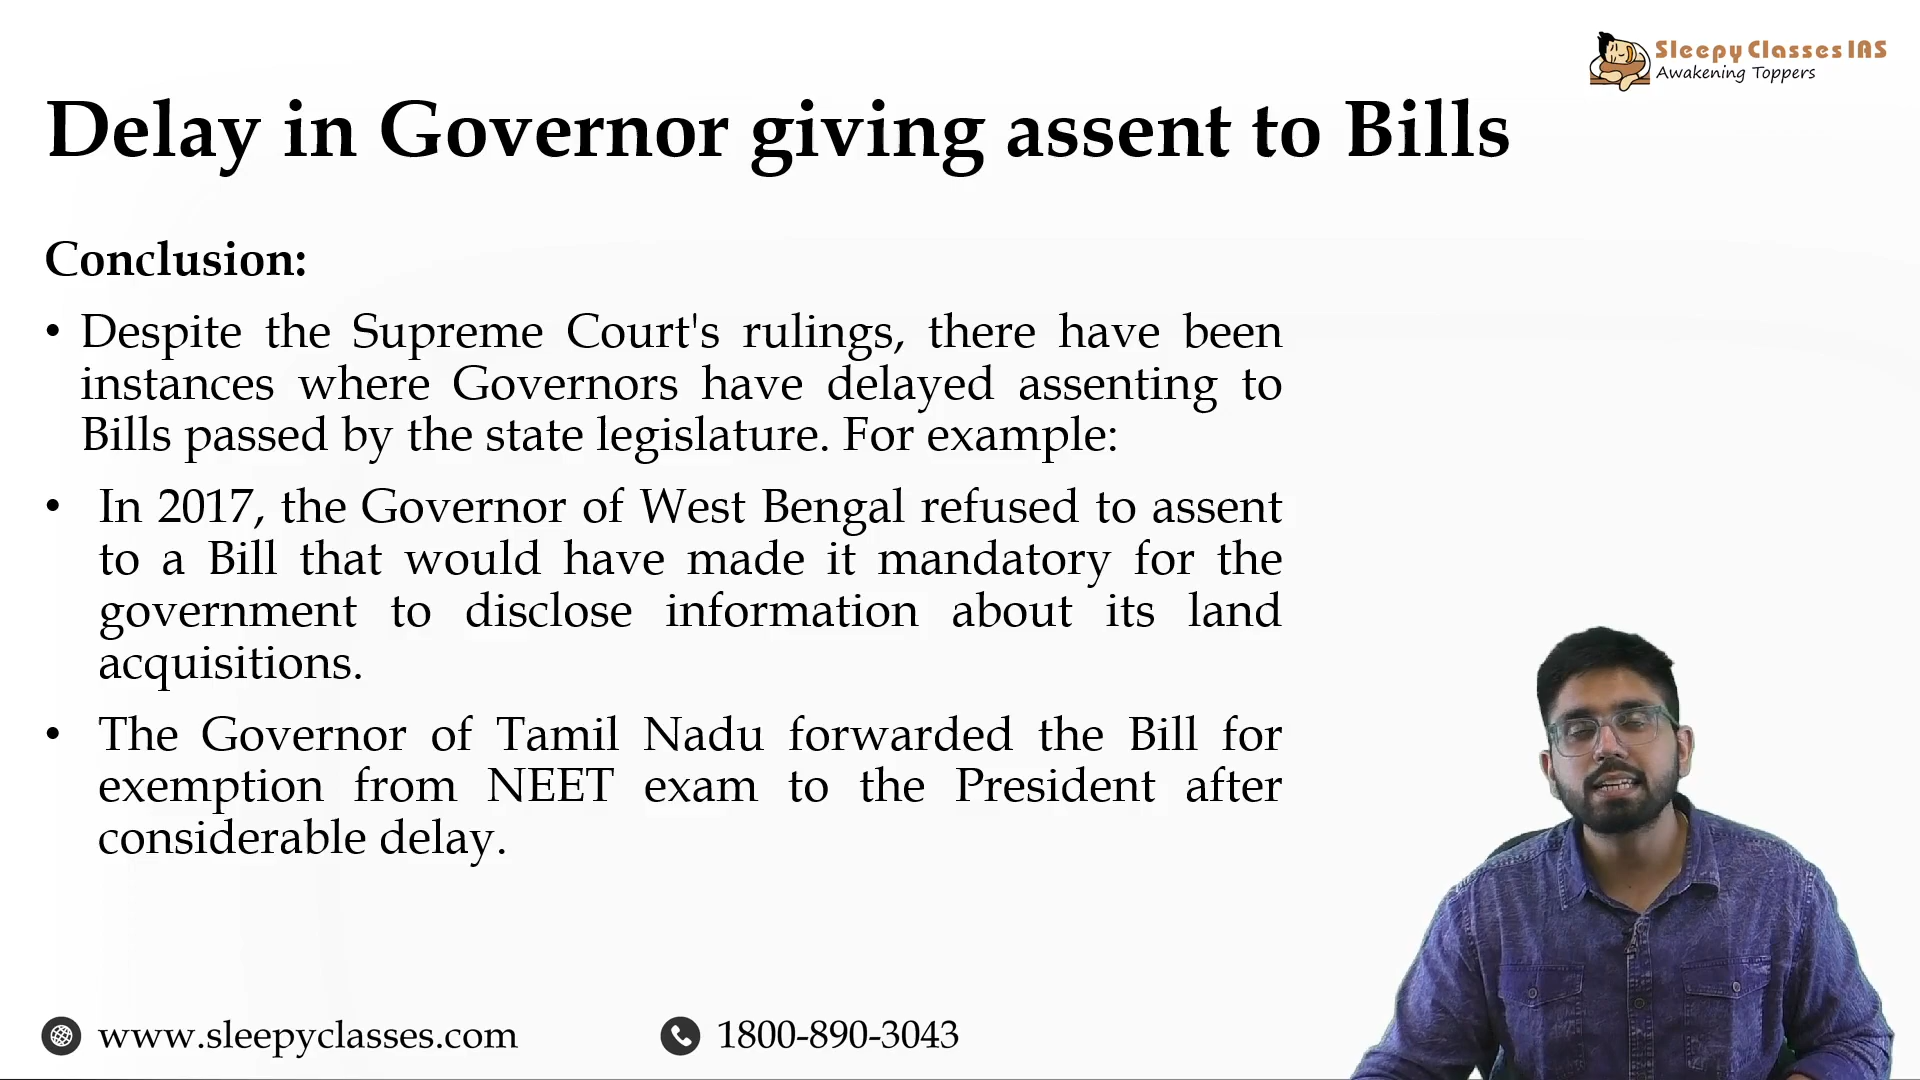 Sleepy Classes IAS
Awakening Toppers
Delay in Governor giving assent to Bills
Conclusion:
• Despite the Supreme Court's rulings, there have been
instances where Governors have delayed assenting to
Bills passed by the state legislature. For example:
• In 2017, the Governor of West Bengal refused to assent
to a Bill that would have made it mandatory for the
government to disclose information about its land
acquisitions.
• The Governor of Tamil Nadu forwarded the Bill for
exemption from NEET exam to the President after
considerable delay.
www.sleepyclasses.com
1800-890-3043